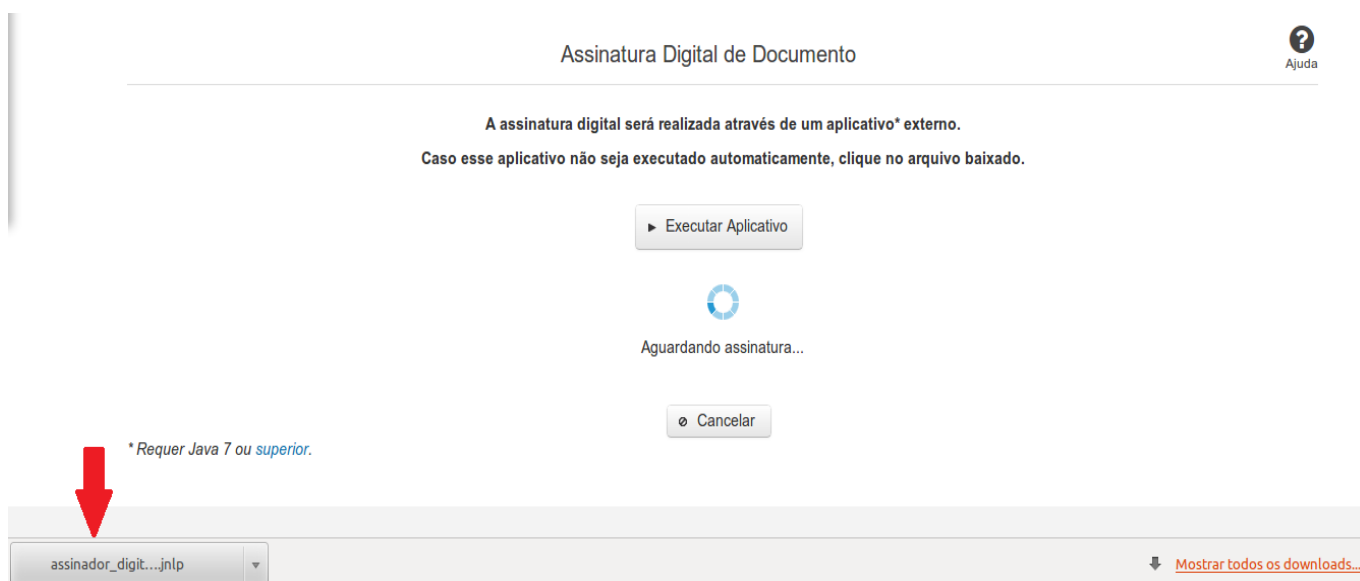 Assinatura Digital de Documento
Ajuda
A assinatura digital será realizada através de um aplicativo* externo.
Caso esse aplicativo não seja executado automaticamente, clique no arquivo baixado.
Executar Aplicativo
Aguardando assinatura...
Cancelar
* Requer Java 7 ou superior.
assinador_digit....jnlp
Mostrar todos os downloads...